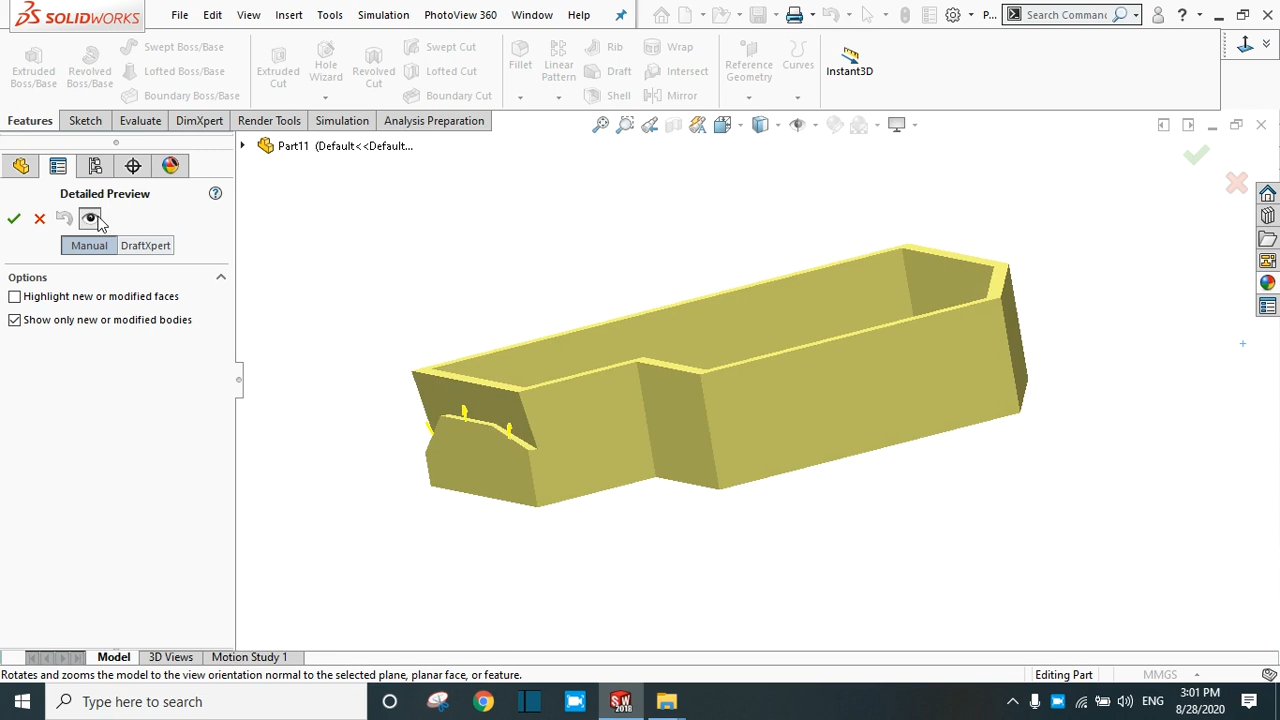 SOLIDWORKS File Edit View Insert Tools Simulation PhotoView 360 Window Help P... Search Comman ?
Extruded Boss/Base
Revolved Boss/Base
Swept Boss/Base
Lofted Boss/Base
Boundary Boss/Base
Extruded Cut
Hole Wizard
Revolved Cut
Swept Cut
Lofted Cut
Boundary Cut
Fillet
Linear Pattern
Rib
Draft
Shell
Wrap
Intersect
Mirror
Reference Geometry
Curves
Instant3D
Features Sketch Evaluate DimXpert Render Tools Simulation Analysis Preparation
Part11 (Default<<Default...
Detailed Preview
Manual DraftXpert
Options
Highlight new or modified faces
Show only new or modified bodies
Model 3D Views Motion Study 1
Rotates and zooms the model to the view orientation normal to the selected plane, planar face, or feature. Editing Part MMGS
Type here to search
SW 2018
ENG
3:01 PM
8/28/2020